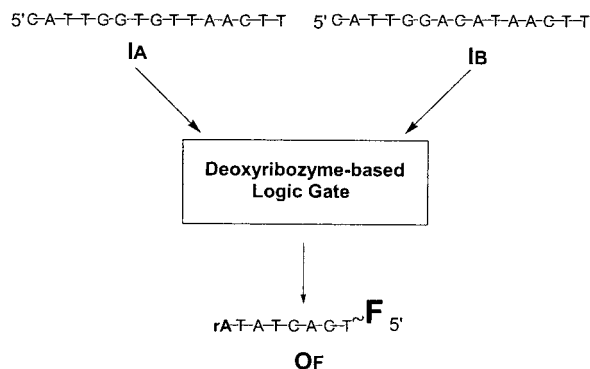 5'C-A-T-T-G-G-T-G-T-T-A-A-C-T-T
5'C-A-T-T-G-G-A-C-A-T-A-A-C-T-T
IA
IB
Deoxyribozyme-based
Logic Gate
rA-T-A-T-C-A-C-T~F 5'
OF